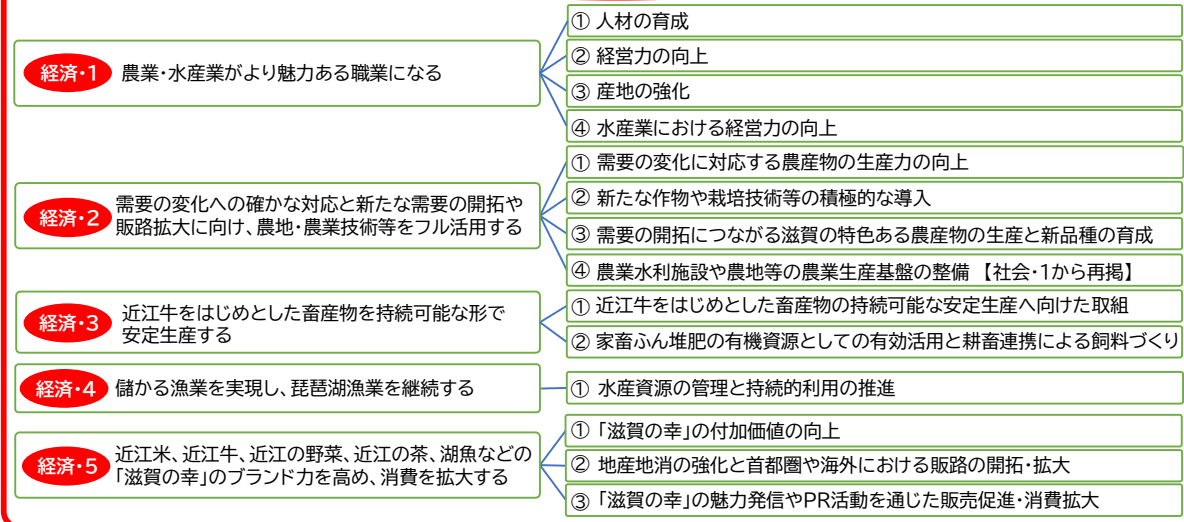 経済・1 農業・水産業がより魅力ある職業になる
① 人材の育成
② 経営力の向上
③ 産地の強化
④ 水産業における経営力の向上
経済・2 需要の変化への確かな対応と新たな需要の開拓や
販路拡大に向け、農地・農業技術等をフル活用する
① 需要の変化に対応する農産物の生産力の向上
② 新たな作物や栽培技術等の積極的な導入
③ 需要の開拓につながる滋賀の特色ある農産物の生産と新品種の育成
④ 農業水利施設や農地等の農業生産基盤の整備 【社会・1から再掲】
経済・3 近江牛をはじめとした畜産物を持続可能な形で
安定生産する
① 近江牛をはじめとした畜産物の持続可能な安定生産へ向けた取組
② 家畜ふん堆肥の有機資源としての有効活用と耕畜連携による飼料づくり
経済・4 儲かる漁業を実現し、琵琶湖漁業を継続する
① 水産資源の管理と持続的利用の推進
経済・5 近江米、近江牛、近江の野菜、近江の茶、湖魚などの
「滋賀の幸」のブランド力を高め、消費を拡大する
① 「滋賀の幸」の付加価値の向上
② 地産地消の強化と首都圏や海外における販路の開拓・拡大
③ 「滋賀の幸」の魅力発信やPR活動を通じた販売促進・消費拡大